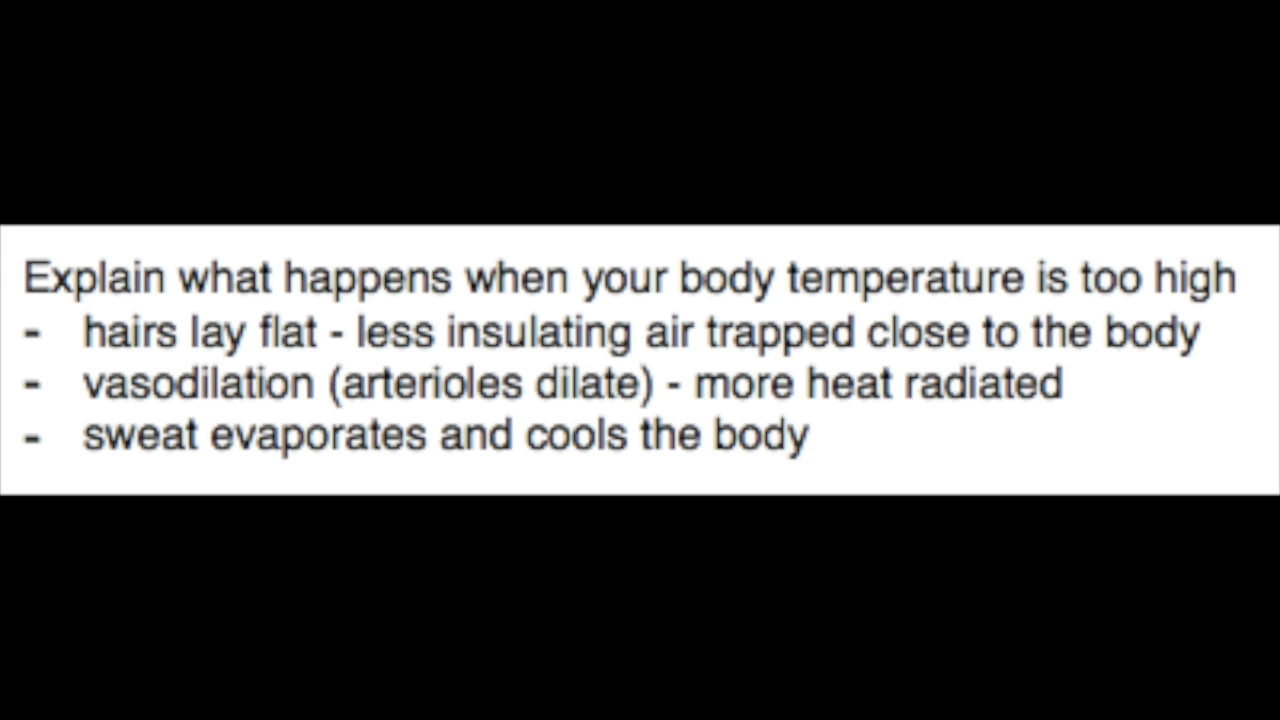 Explain what happens when your body temperature is too high
- hairs lay flat - less insulating air trapped close to the body
- vasodilation (arterioles dilate) - more heat radiated
- sweat evaporates and cools the body